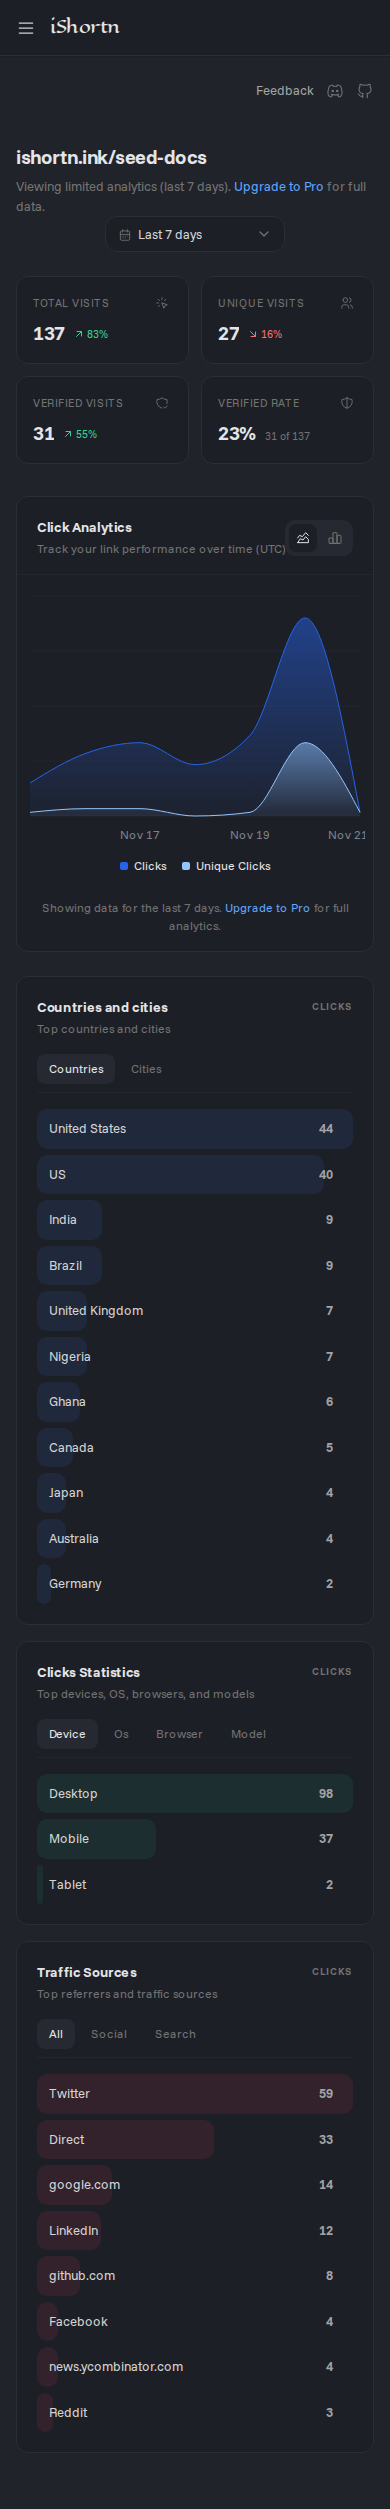 iShortn
Feedback
ishortn.ink/seed-docs
Viewing limited analytics (last 7 days). Upgrade to Pro for full
data.
Last 7 days
TOTAL VISITS
137 83%
UNIQUE VISITS
27 16%
VERIFIED VISITS
31 55%
VERIFIED RATE
23% 31 of 137
Click Analytics
Track your link performance over time (UTC)
Nov 17 Nov 19 Nov 21
Clicks Unique Clicks
Showing data for the last 7 days. Upgrade to Pro for full
analytics.
Countries and cities CLICKS
Top countries and cities
Countries Cities
United States 44
US 40
India 9
Brazil 9
United Kingdom 7
Nigeria 7
Ghana 6
Canada 5
Japan 4
Australia 4
Germany 2
Clicks Statistics CLICKS
Top devices, OS, browsers, and models
Device Os Browser Model
Desktop 98
Mobile 37
Tablet 2
Traffic Sources CLICKS
Top referrers and traffic sources
All Social Search
Twitter 59
Direct 33
google.com 14
LinkedIn 12
github.com 8
Facebook 4
news.ycombinator.com 4
Reddit 3